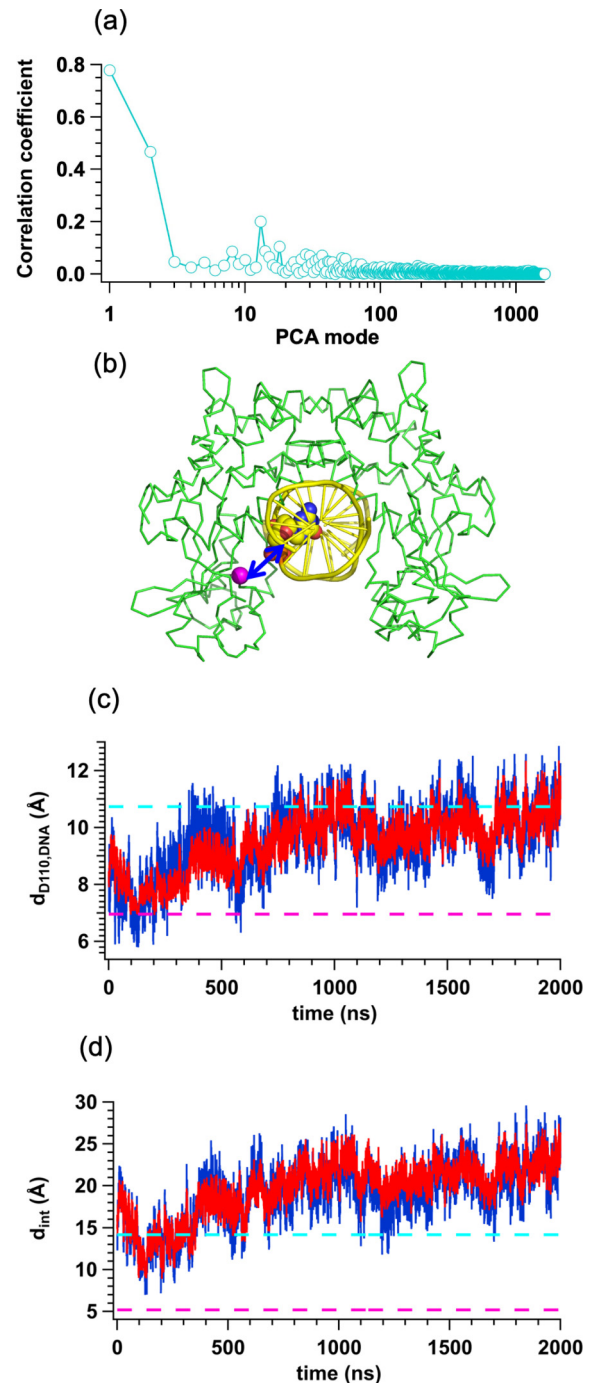 (a)
0.8
0.6
0.4
0.2
0.0
Correlation coefficient
1
10
100
1000
PCA mode
(b)
(c)
12
10
8
6
d_D110,DNA (Å)
0
500
1000
1500
2000
time (ns)
(d)
30
25
20
15
10
5
d_int (Å)
0
500
1000
1500
2000
time (ns)